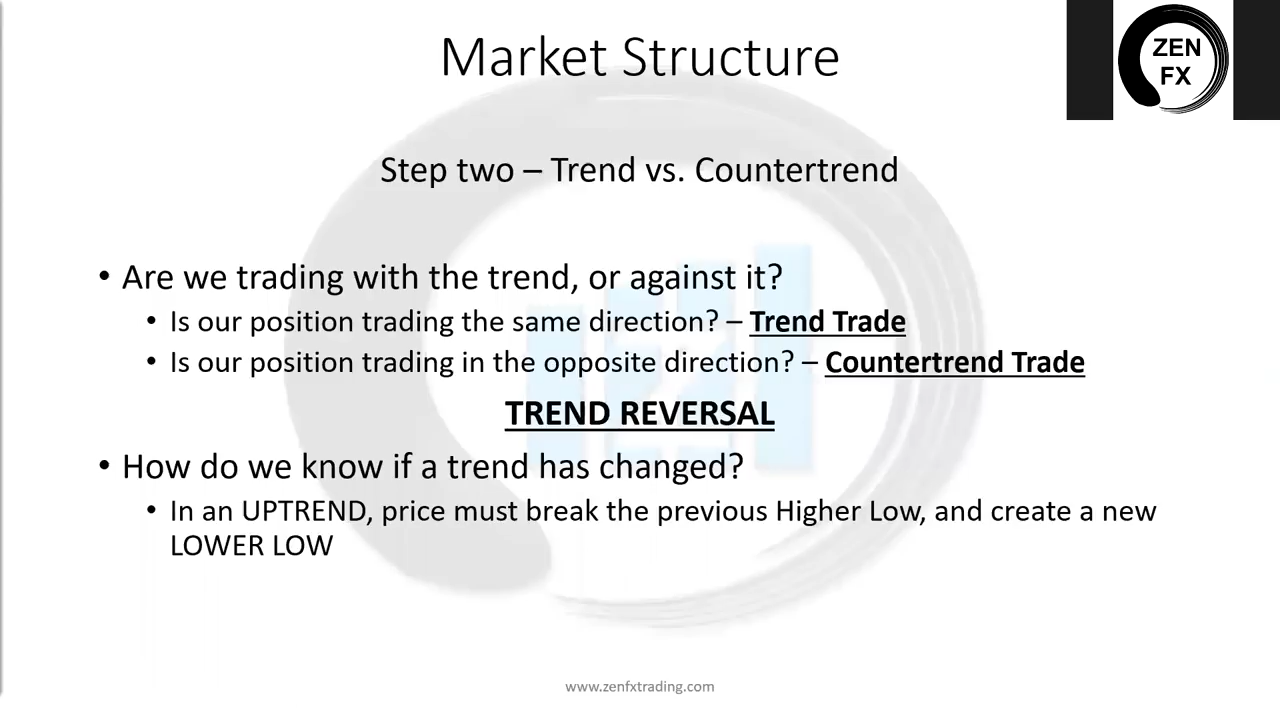 Market Structure
ZEN
FX
Step two – Trend vs. Countertrend
• Are we trading with the trend, or against it?
• Is our position trading the same direction? – Trend Trade
• Is our position trading in the opposite direction? – Countertrend Trade
TREND REVERSAL
• How do we know if a trend has changed?
• In an UPTREND, price must break the previous Higher Low, and create a new
LOWER LOW
www.zenfxtrading.com